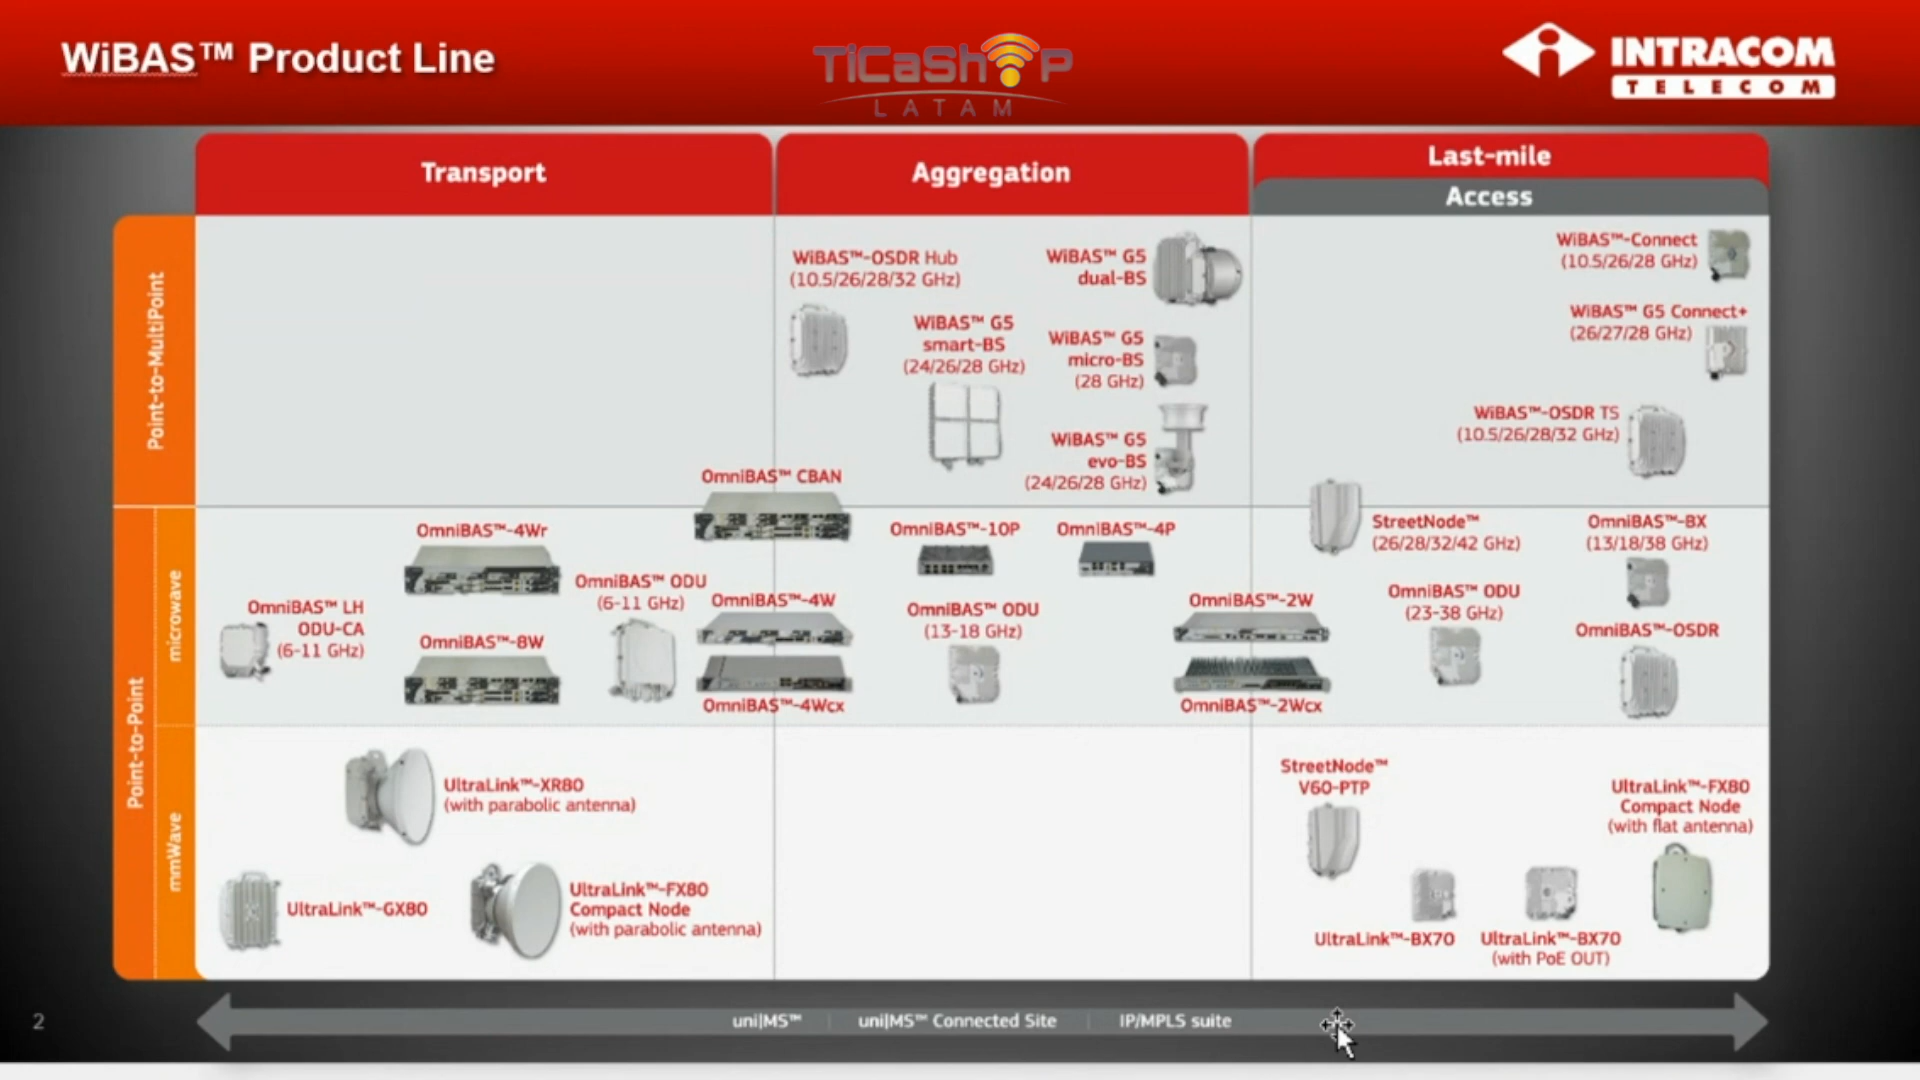 WiBAS™ Product Line
TiCaShop
LATAM
INTRACOM
TELECOM
Transport
Aggregation
Last-mile
Access
Point-to-MultiPoint
WiBAS™-OSDR Hub
(10.5/26/28/32 GHz)
WiBAS™ G5
smart-BS
(24/26/28 GHz)
WiBAS™ G5
dual-BS
WiBAS™ G5
micro-BS
(28 GHz)
WiBAS™ G5
evo-BS
(24/26/28 GHz)
WiBAS™-Connect
(10.5/26/28 GHz)
WiBAS™ G5 Connect+
(26/27/28 GHz)
WiBAS™-OSDR TS
(10.5/26/28/32 GHz)
Point-to-Point
microwave
OmniBAS™ LH
ODU-CA
(6-11 GHz)
OmniBAS™-4Wr
OmniBAS™-8W
OmniBAS™ ODU
(6-11 GHz)
OmniBAS™ CBAN
OmniBAS™-4W
OmniBAS™-4Wcx
OmniBAS™-10P
OmniBAS™-4P
OmniBAS™ ODU
(13-18 GHz)
OmniBAS™-2W
OmniBAS™-2Wcx
StreetNode™
(26/28/32/42 GHz)
OmniBAS™-BX
(13/18/38 GHz)
OmniBAS™ ODU
(23-38 GHz)
OmniBAS™-OSDR
mmWave
UltraLink™-XR80
(with parabolic antenna)
UltraLink™-GX80
UltraLink™-FX80
Compact Node
(with parabolic antenna)
StreetNode™
V60-PTP
UltraLink™-FX80
Compact Node
(with flat antenna)
UltraLink™-BX70
UltraLink™-BX70
(with PoE OUT)
2
uni|MS™ | uni|MS™ Connected Site | IP/MPLS suite